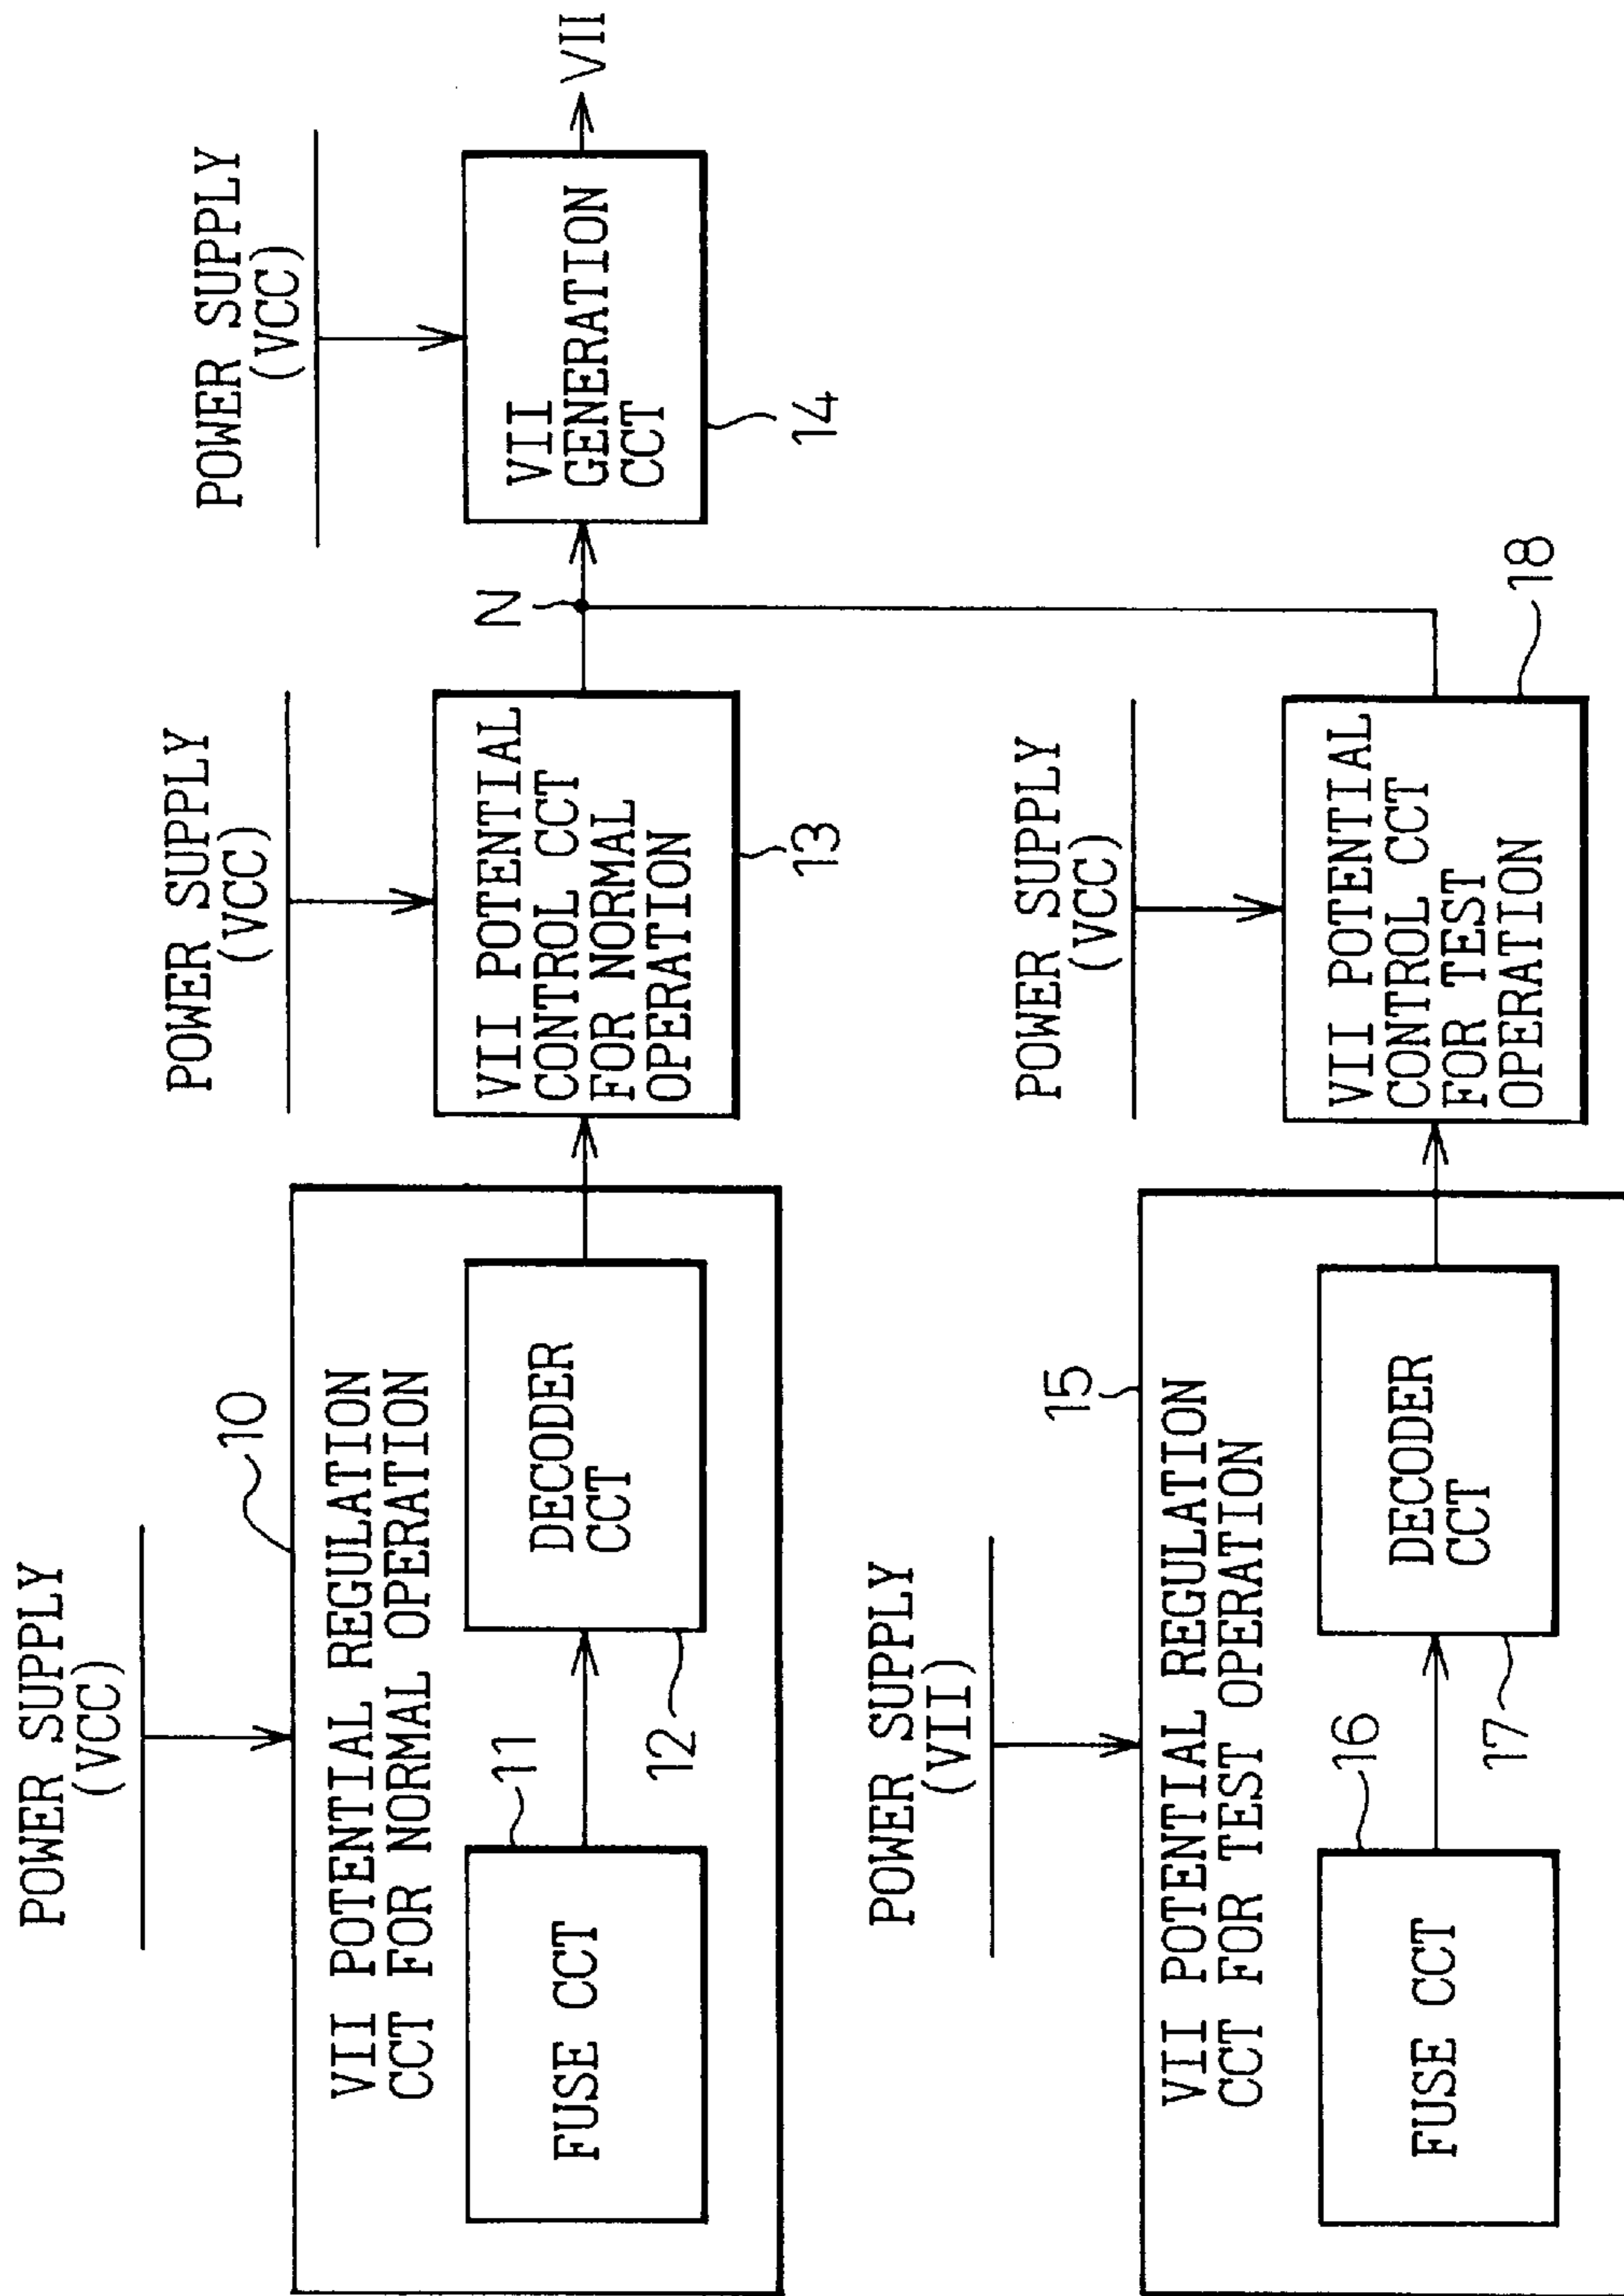 POWER SUPPLY
(VCC)
10
VII POTENTIAL REGULATION
CCT FOR NORMAL OPERATION
11
FUSE CCT
12
DECODER
CCT
POWER SUPPLY
(VCC)
VII POTENTIAL
CONTROL CCT
FOR NORMAL
OPERATION
13
N
POWER SUPPLY
(VCC)
VII
GENERATION
CCT
14
VII
POWER SUPPLY
(VII)
15
VII POTENTIAL REGULATION
CCT FOR TEST OPERATION
16
FUSE CCT
17
DECODER
CCT
POWER SUPPLY
(VCC)
VII POTENTIAL
CONTROL CCT
FOR TEST
OPERATION
18